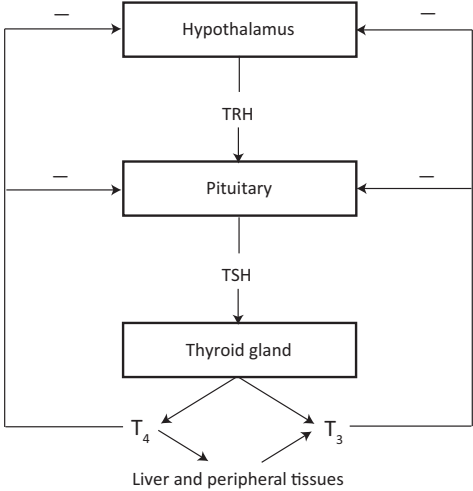 — —
Hypothalamus
TRH
— —
Pituitary
TSH
Thyroid gland
T₄ T₃
Liver and peripheral tissues